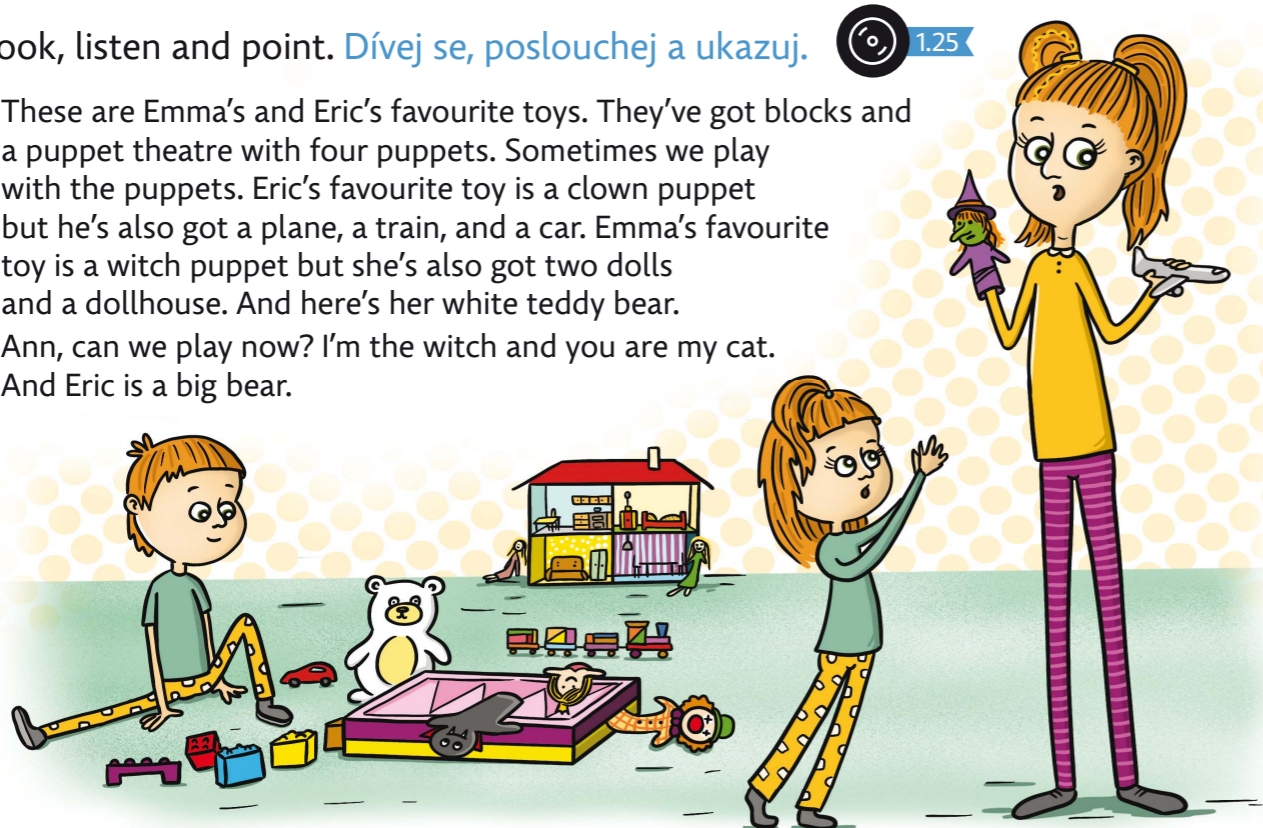 ook, listen and point. Dívej se, poslouchej a ukazuj. 1.25
These are Emma's and Eric's favourite toys. They've got blocks and
a puppet theatre with four puppets. Sometimes we play
with the puppets. Eric's favourite toy is a clown puppet
but he's also got a plane, a train, and a car. Emma's favourite
toy is a witch puppet but she's also got two dolls
and a dollhouse. And here's her white teddy bear.
Ann, can we play now? I'm the witch and you are my cat.
And Eric is a big bear.